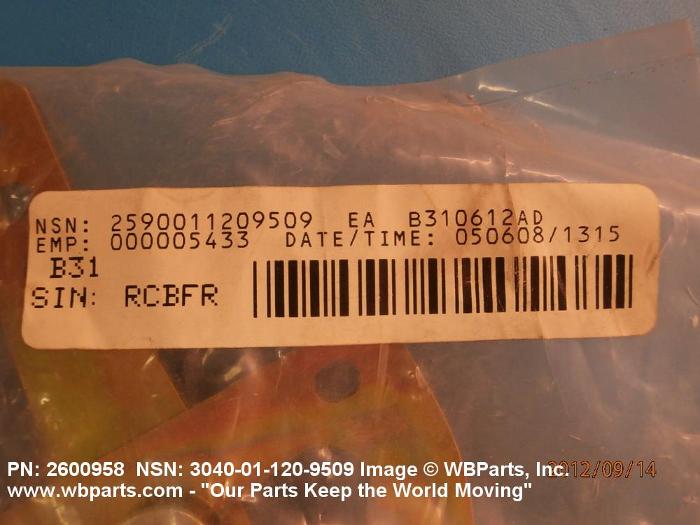 NSN: 2590011209509 EA B310612AD
EMP: 000005433 DATE/TIME: 050608/1315
B31
SIN: RCBFR
2012/09/14
PN: 2600958 NSN: 3040-01-120-9509 Image © WBParts, Inc.
www.wbparts.com - "Our Parts Keep the World Moving"